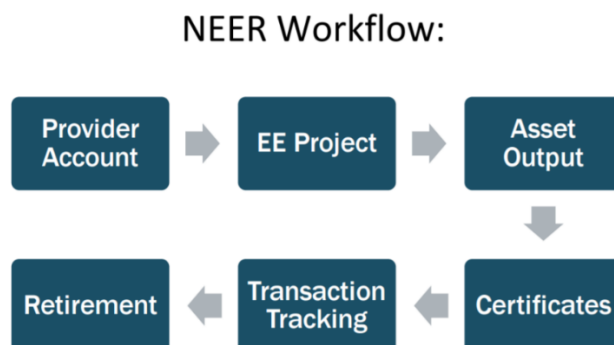 NEER Workflow:
Provider
Account
EE Project
Asset
Output
Certificates
Transaction
Tracking
Retirement